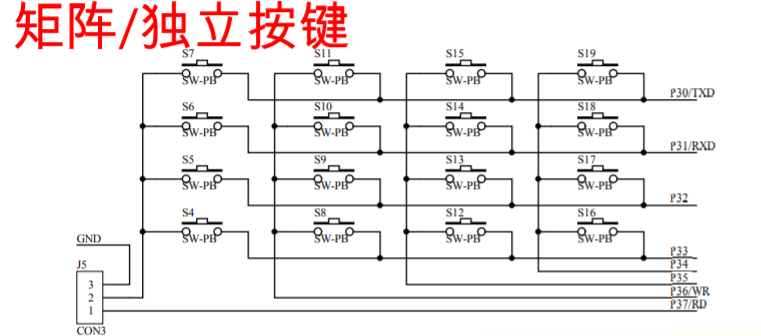 矩阵/独立按键
S7 S11 S15 S19
SW-PB SW-PB SW-PB SW-PB
P30/TXD
S6 S10 S14 S18
SW-PB SW-PB SW-PB SW-PB
P31/RXD
S5 S9 S13 S17
SW-PB SW-PB SW-PB SW-PB
P32
S4 S8 S12 S16
SW-PB SW-PB SW-PB SW-PB
GND
P33
J5
P34
P35
3
P36/WR
2
P37/RD
1
CON3